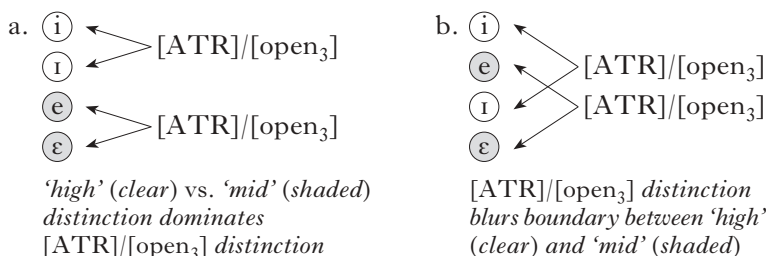 a. i
[ATR]/[open₃]
ɪ
e
[ATR]/[open₃]
ɛ
‘high’ (clear) vs. ‘mid’ (shaded)
distinction dominates
[ATR]/[open₃] distinction
b. i
e
[ATR]/[open₃]
ɪ
[ATR]/[open₃]
ɛ
[ATR]/[open₃] distinction
blurs boundary between ‘high’
(clear) and ‘mid’ (shaded)